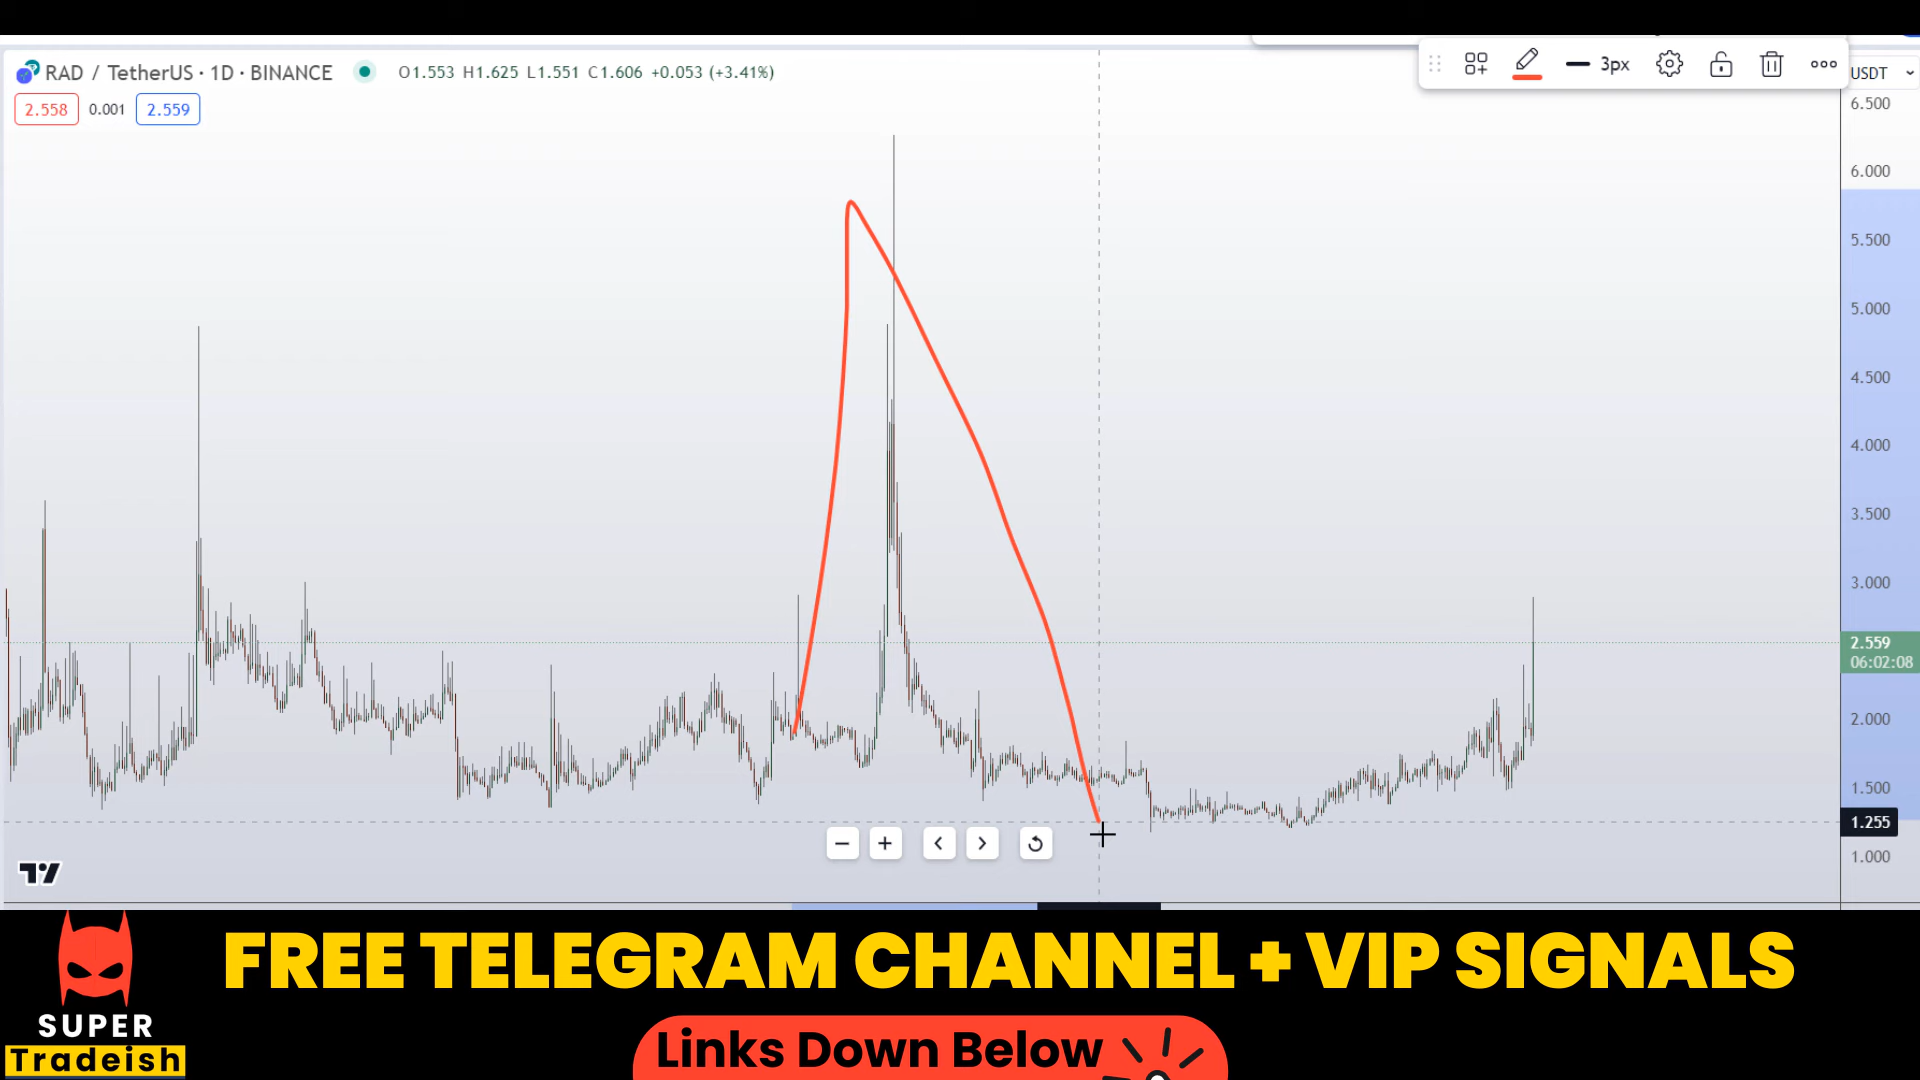 RAD / TetherUS · 1D · BINANCE O1.553 H1.625 L1.551 C1.606 +0.053 (+3.41%)
3px
USDT
2.558 0.001 2.559
6.500
6.000
5.500
5.000
4.500
4.000
3.500
3.000
2.559
06:02:08
2.000
1.500
1.255
1.000
FREE TELEGRAM CHANNEL + VIP SIGNALS
SUPER
Tradeish
Links Down Below